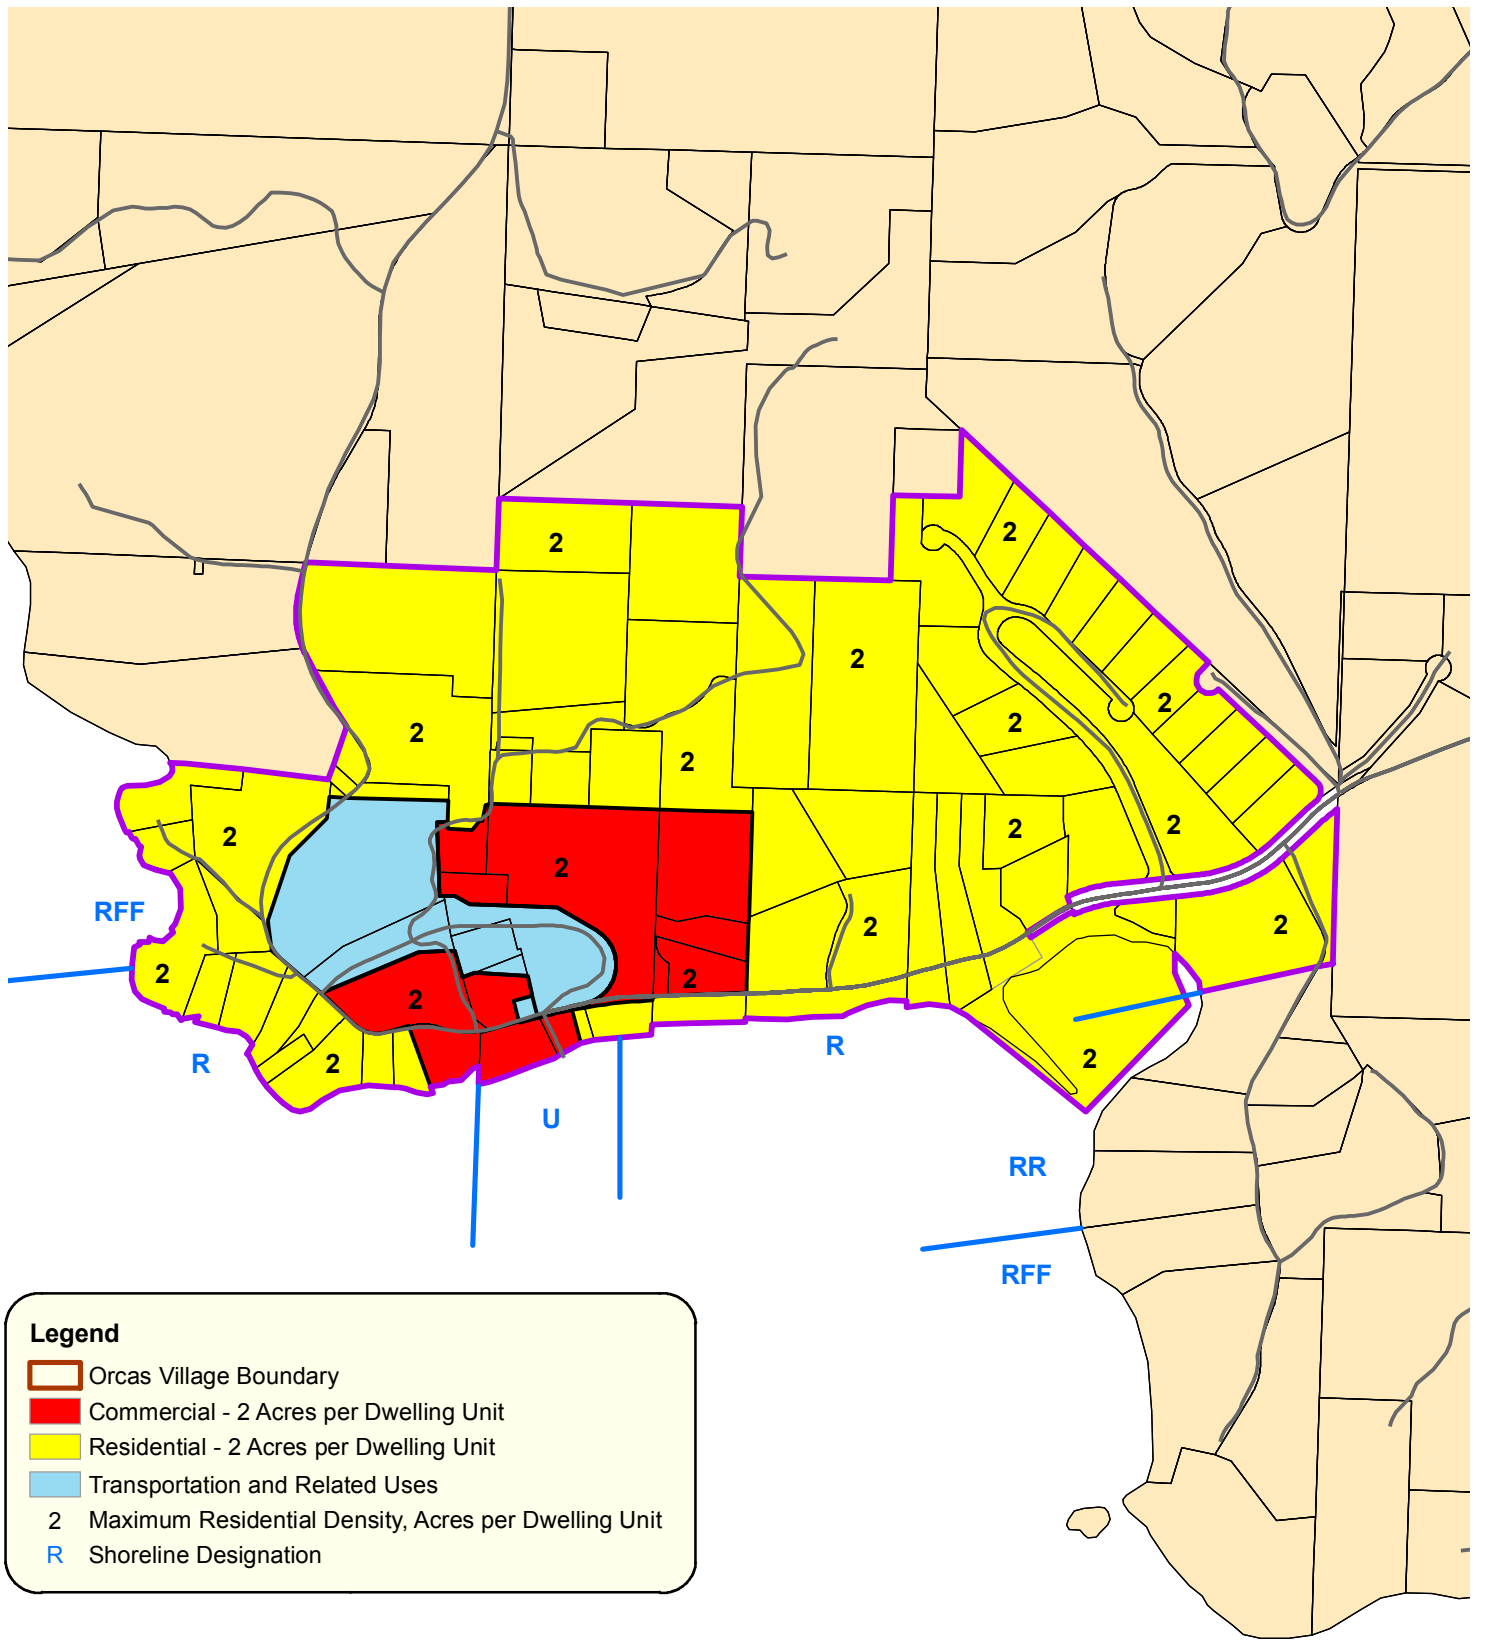 2
2
2
2
2
2
2
2
2
2
2
2
RFF
2
2
2
2
2
R
2
R
2
U
RR
RFF
Legend
Orcas Village Boundary
Commercial - 2 Acres per Dwelling Unit
Residential - 2 Acres per Dwelling Unit
Transportation and Related Uses
2 Maximum Residential Density, Acres per Dwelling Unit
R Shoreline Designation